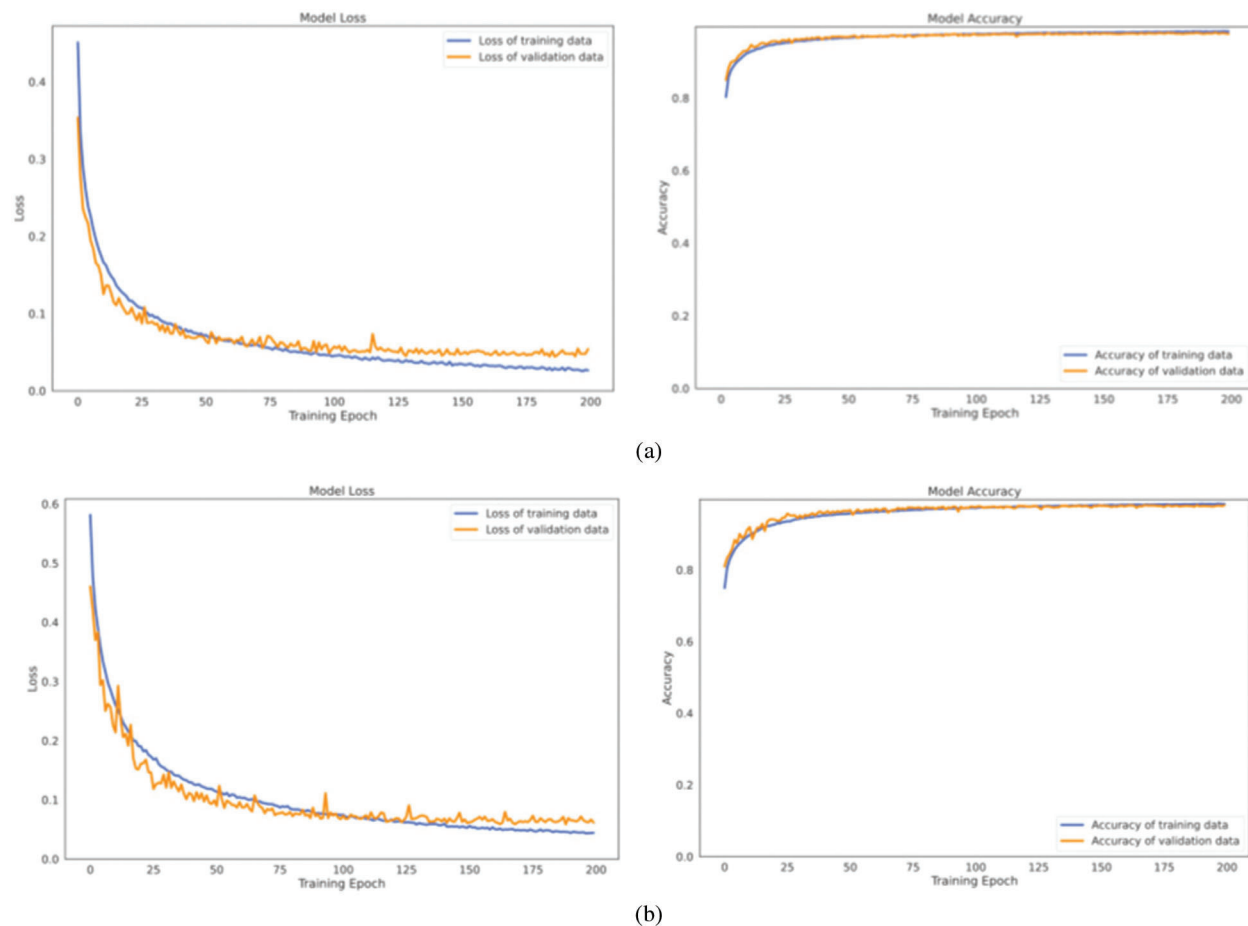 Model Loss
Loss of training data
Loss of validation data
0.4
0.3
0.2
0.1
0.0
Loss
0 25 50 75 100 125 150 175 200
Training Epoch
Model Accuracy
0.8
0.6
0.4
0.2
0.0
Accuracy
Accuracy of training data
Accuracy of validation data
0 25 50 75 100 125 150 175 200
Training Epoch
(a)
Model Loss
Loss of training data
Loss of validation data
0.6
0.5
0.4
0.3
0.2
0.1
0.0
Loss
0 25 50 75 100 125 150 175 200
Training Epoch
Model Accuracy
0.8
0.6
0.4
0.2
0.0
Accuracy
Accuracy of training data
Accuracy of validation data
0 25 50 75 100 125 150 175 200
Training Epoch
(b)